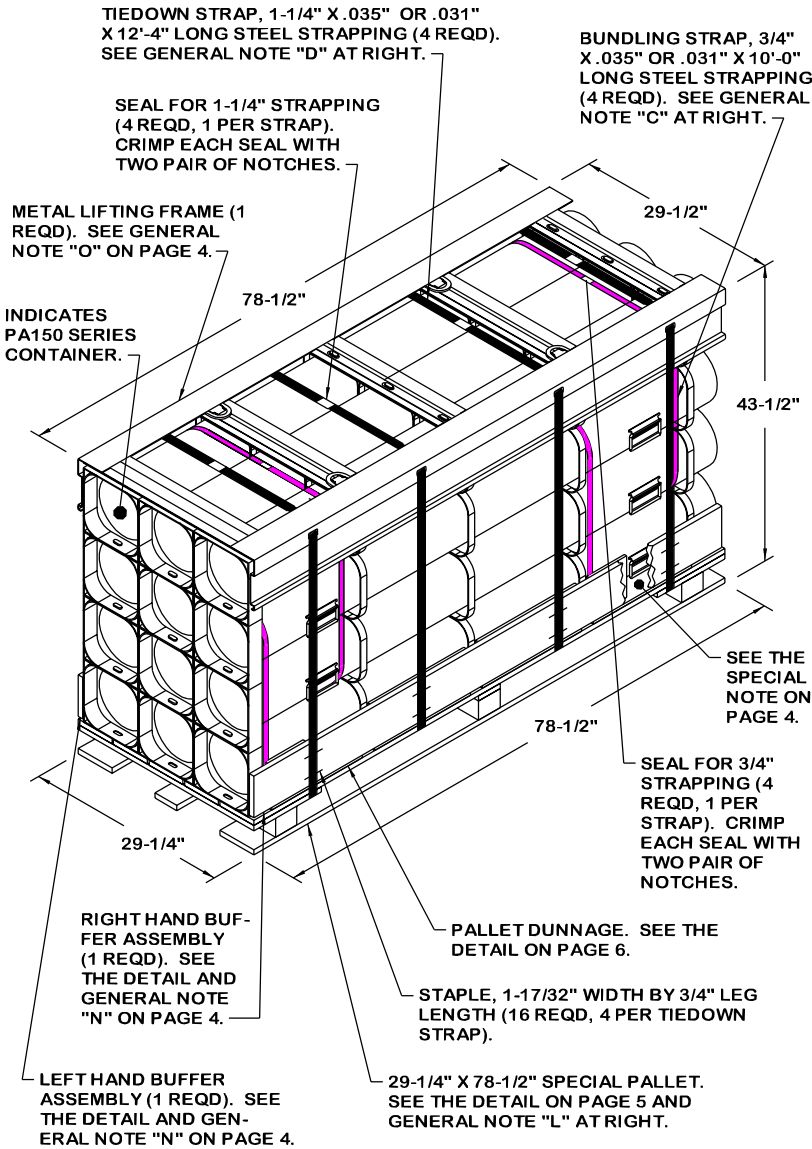 TIEDOWN STRAP, 1-1/4" X .035" OR .031"
X 12'-4" LONG STEEL STRAPPING (4 REQD).
SEE GENERAL NOTE "D" AT RIGHT.
BUNDLING STRAP, 3/4"
X .035" OR .031" X 10'-0"
LONG STEEL STRAPPING
(4 REQD). SEE GENERAL
NOTE "C" AT RIGHT.
SEAL FOR 1-1/4" STRAPPING
(4 REQD, 1 PER STRAP).
CRIMP EACH SEAL WITH
TWO PAIR OF NOTCHES.
METAL LIFTING FRAME (1
REQD). SEE GENERAL
NOTE "O" ON PAGE 4.
29-1/2"
78-1/2"
INDICATES
PA150 SERIES
CONTAINER.
43-1/2"
SEE THE
SPECIAL
NOTE ON
PAGE 4.
78-1/2"
SEAL FOR 3/4"
STRAPPING (4
REQD, 1 PER
STRAP). CRIMP
EACH SEAL WITH
TWO PAIR OF
NOTCHES.
29-1/4"
RIGHT HAND BUF-
FER ASSEMBLY
(1 REQD). SEE
THE DETAIL AND
GENERAL NOTE
"N" ON PAGE 4.
PALLET DUNNAGE. SEE THE
DETAIL ON PAGE 6.
STAPLE, 1-17/32" WIDTH BY 3/4" LEG
LENGTH (16 REQD, 4 PER TIEDOWN
STRAP).
LEFT HAND BUFFER
ASSEMBLY (1 REQD). SEE
THE DETAIL AND GEN-
ERAL NOTE "N" ON PAGE 4.
29-1/4" X 78-1/2" SPECIAL PALLET.
SEE THE DETAIL ON PAGE 5 AND
GENERAL NOTE "L" AT RIGHT.